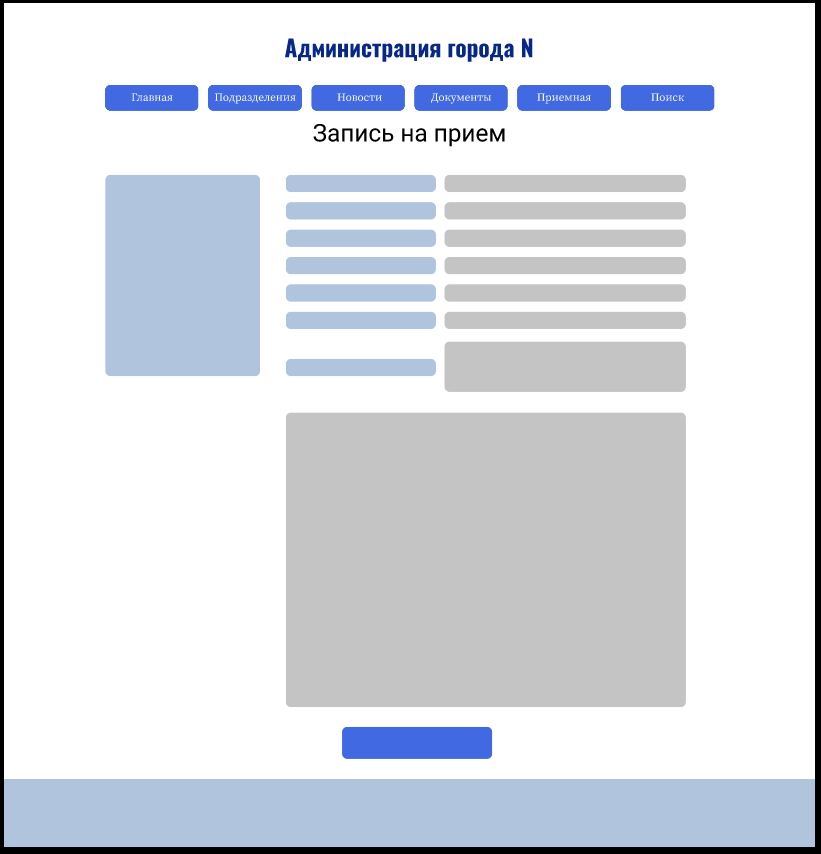 Администрация города N
Главная Подразделения Новости Документы Приемная Поиск
Запись на прием